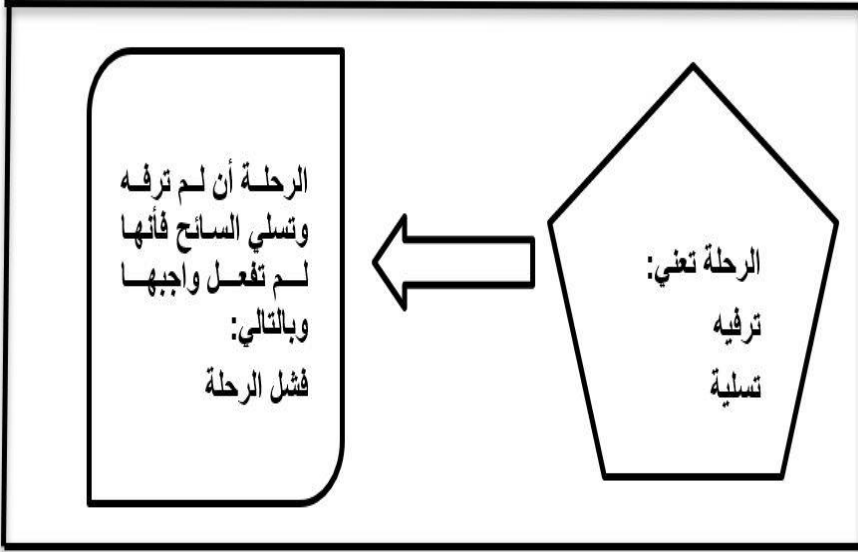 الرحلة تعني:
ترفيه
تسلية
الرحلة أن لم ترفه
وتسلي السائح فأنها
لم تفعل واجبها
وبالتالي:
فشل الرحلة